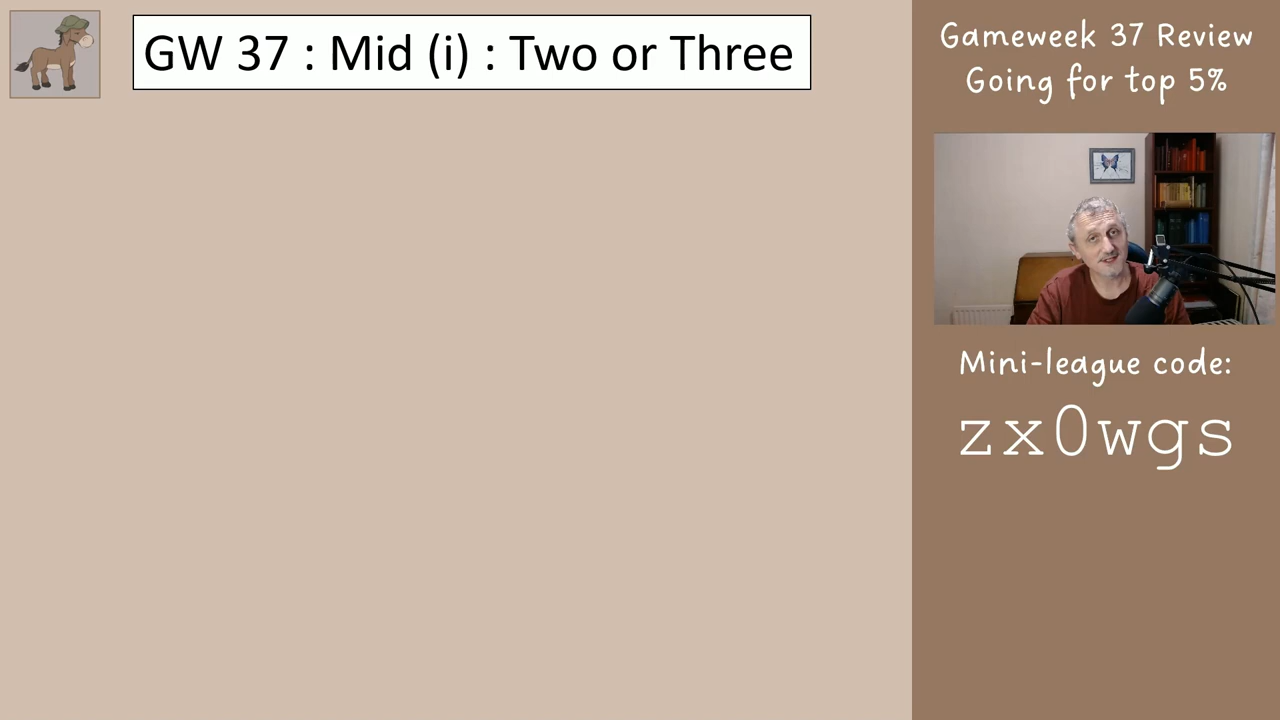 GW 37 : Mid (i) : Two or Three
Gameweek 37 Review
Going for top 5%
Mini-league code:
zx0wgs